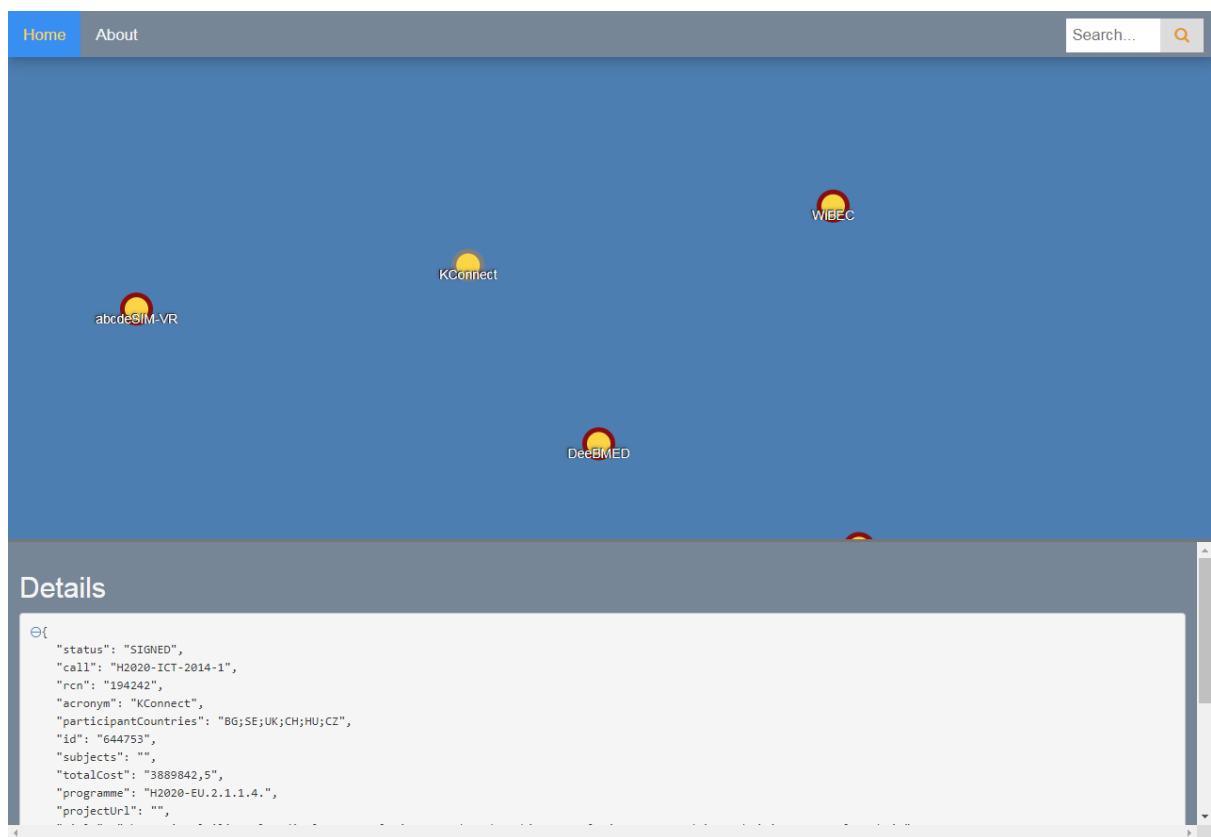 Home About Search...
WIBEC
KConnect
abcdeSIM-VR
DeeBMED
Details
{
"status": "SIGNED",
"call": "H2020-ICT-2014-1",
"rcn": "194242",
"acronym": "KConnect",
"participantCountries": "BG;SE;UK;CH;HU;CZ",
"id": "644753",
"subjects": "",
"totalCost": "3889842,5",
"programme": "H2020-EU.2.1.1.4.",
"projectUrl": "",